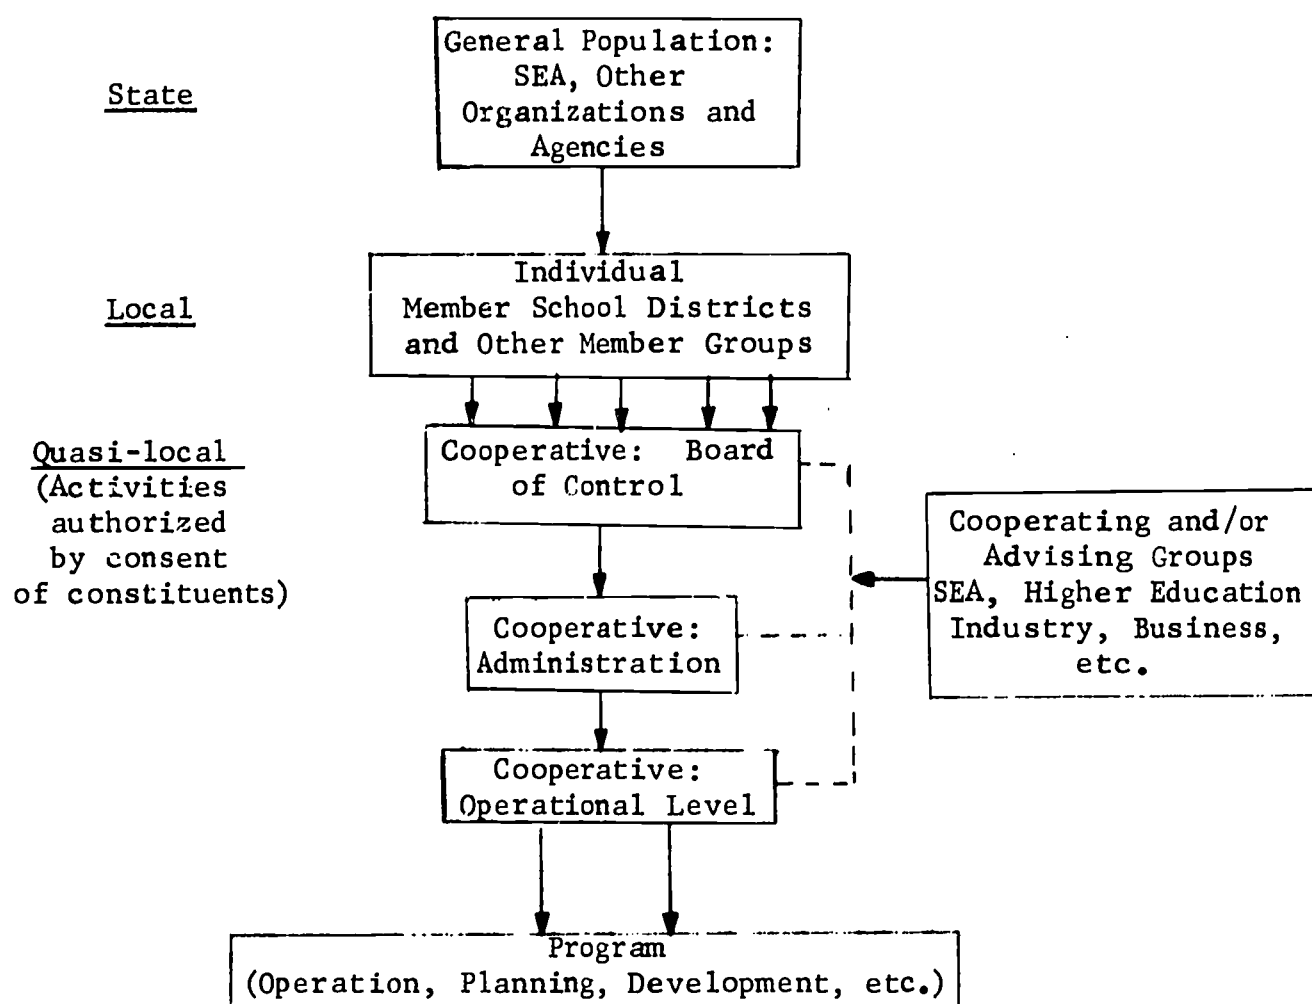 State
General Population:
SEA, Other
Organizations and
Agencies
Local
Individual
Member School Districts
and Other Member Groups
Quasi-local
(Activities
authorized
by consent
of constituents)
Cooperative: Board
of Control
Cooperating and/or
Advising Groups
SEA, Higher Education
Industry, Business,
etc.
Cooperative:
Administration
Cooperative:
Operational Level
Program
(Operation, Planning, Development, etc.)